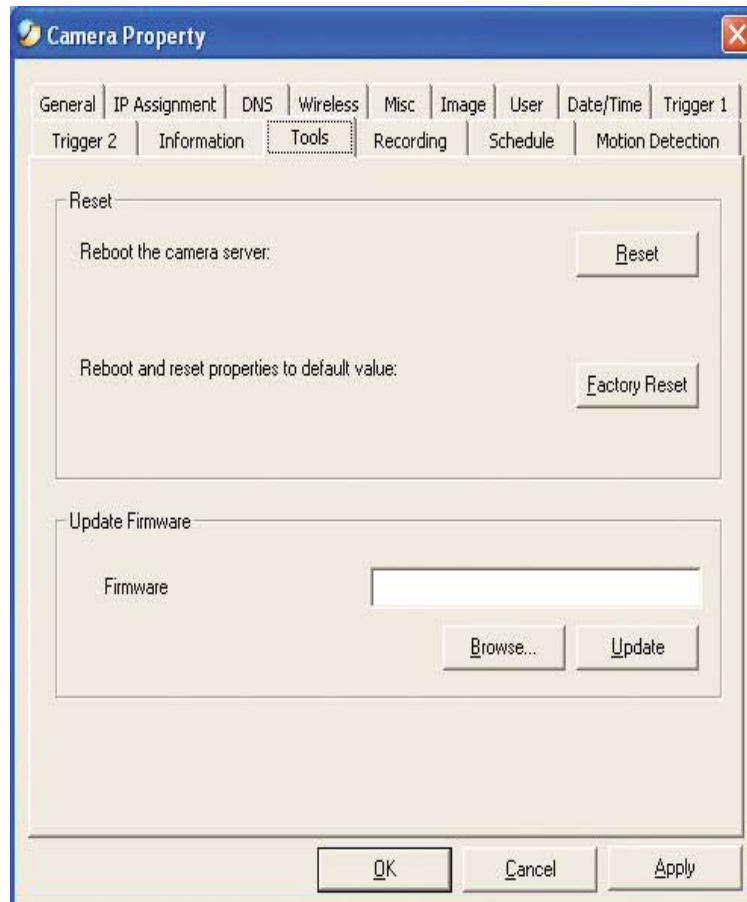 Camera Property
General IP Assignment DNS Wireless Misc Image User Date/Time Trigger 1
Trigger 2 Information Tools Recording Schedule Motion Detection
Reset
Reboot the camera server: Reset
Reboot and reset properties to default value: Factory Reset
Update Firmware
Firmware
Browse... Update
OK Cancel Apply